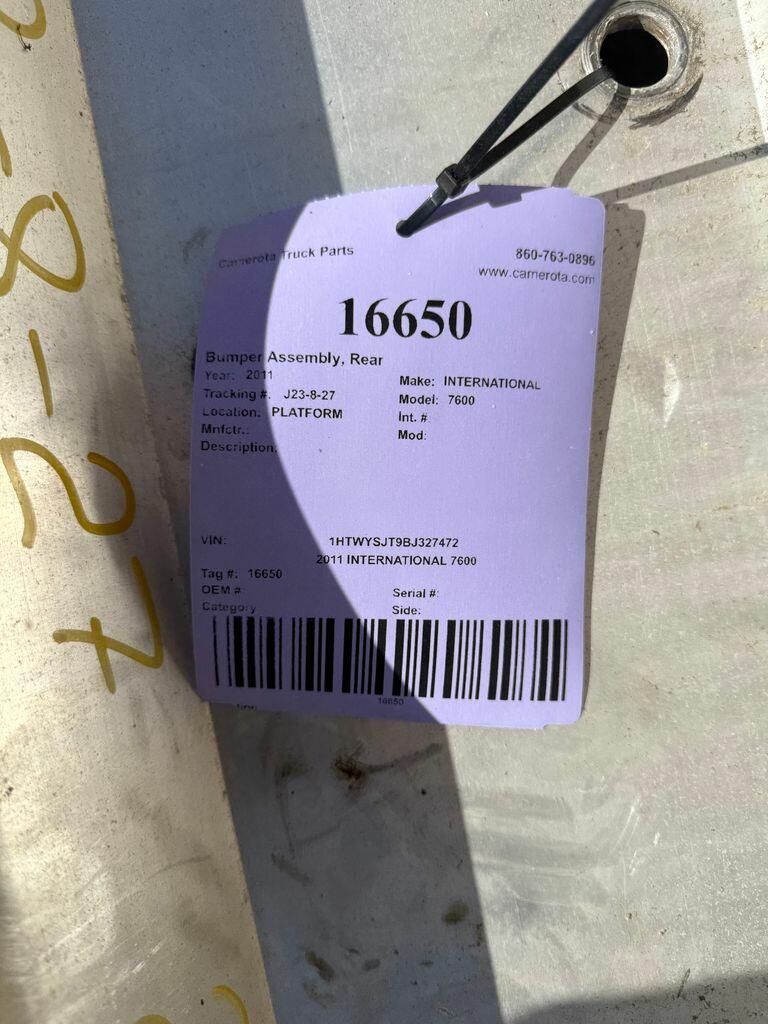 Camerota Truck Parts
860-763-0896
www.camerota.com
16650
Bumper Assembly, Rear
Year: 2011
Make: INTERNATIONAL
Tracking #: J23-8-27
Model: 7600
Location: PLATFORM
Int. #:
Mnfctr.:
Mod:
Description:
VIN: 1HTWYSJT9BJ327472
2011 INTERNATIONAL 7600
Tag #: 16650
OEM #:
Serial #:
Category
Side:
16650
8-27